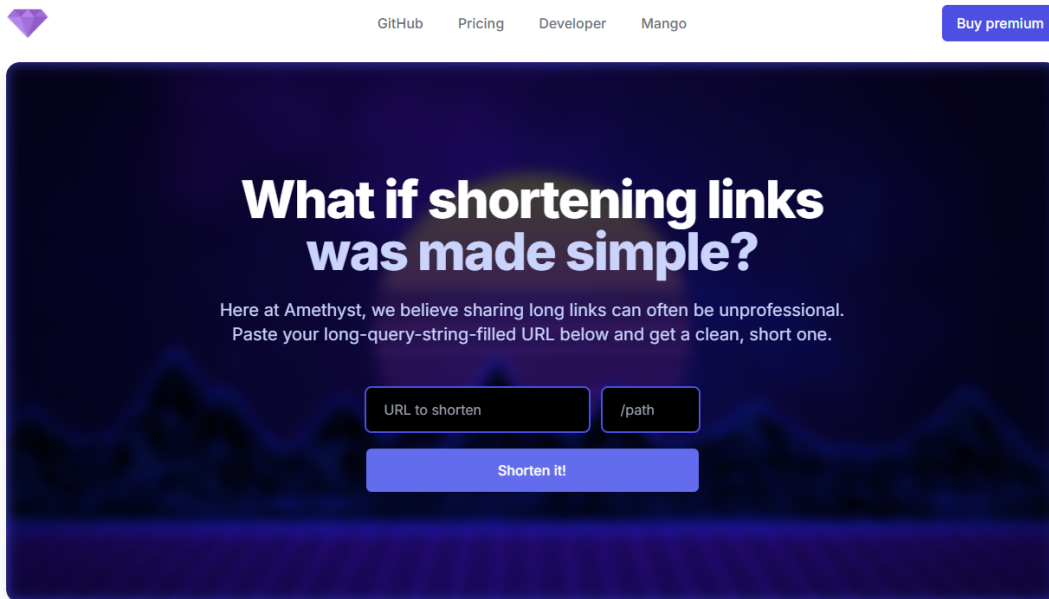 GitHub
Pricing
Developer
Mango
Buy premium
What if shortening links
was made simple?
Here at Amethyst, we believe sharing long links can often be unprofessional.
Paste your long-query-string-filled URL below and get a clean, short one.
URL to shorten
/path
Shorten it!